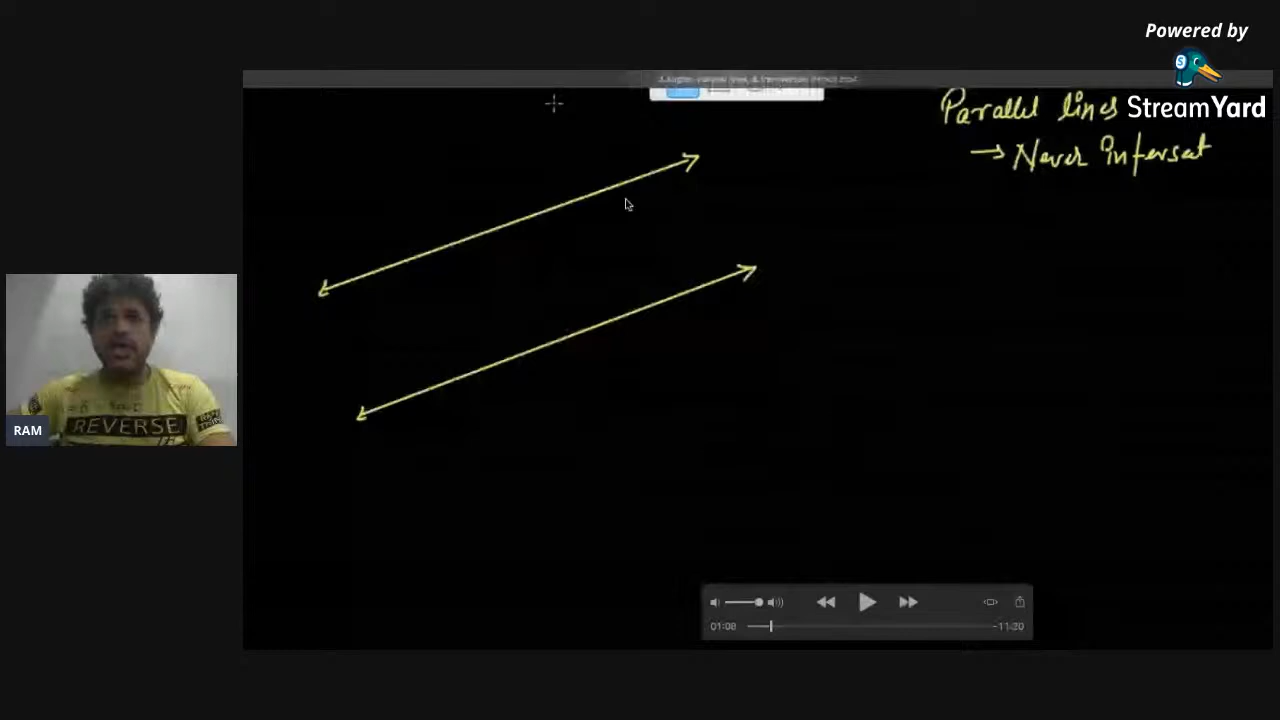 Powered by
StreamYard
Parallel lines
→ Never intersect
REVERSE
RAM
01:08
-11:20